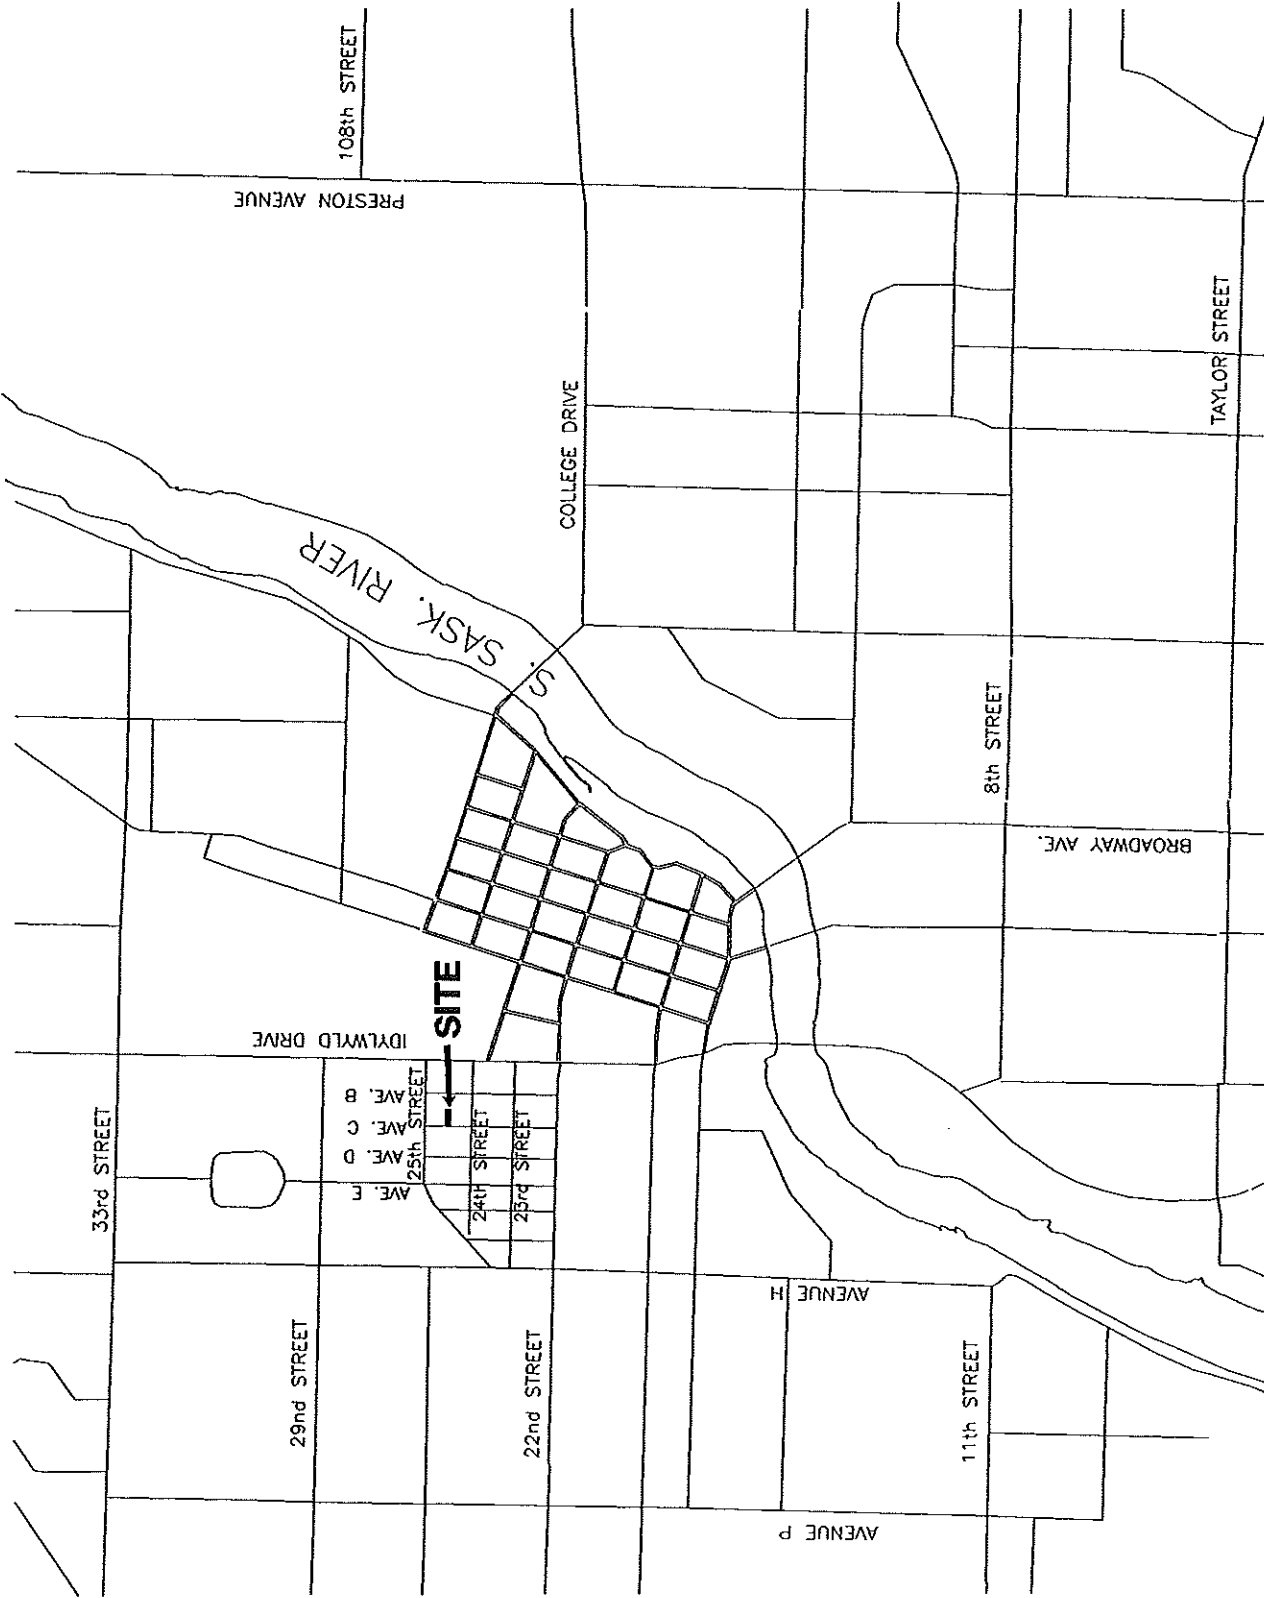 108th STREET
PRESTON AVENUE
COLLEGE DRIVE
TAYLOR STREET
S. SASK. RIVER
8th STREET
BROADWAY AVE.
SITE
IDYLWYLD DRIVE
AVE. B
AVE. C
AVE. D
AVE. E
25th STREET
24th STREET
23rd STREET
33rd STREET
29nd STREET
22nd STREET
AVENUE H
11th STREET
AVENUE P